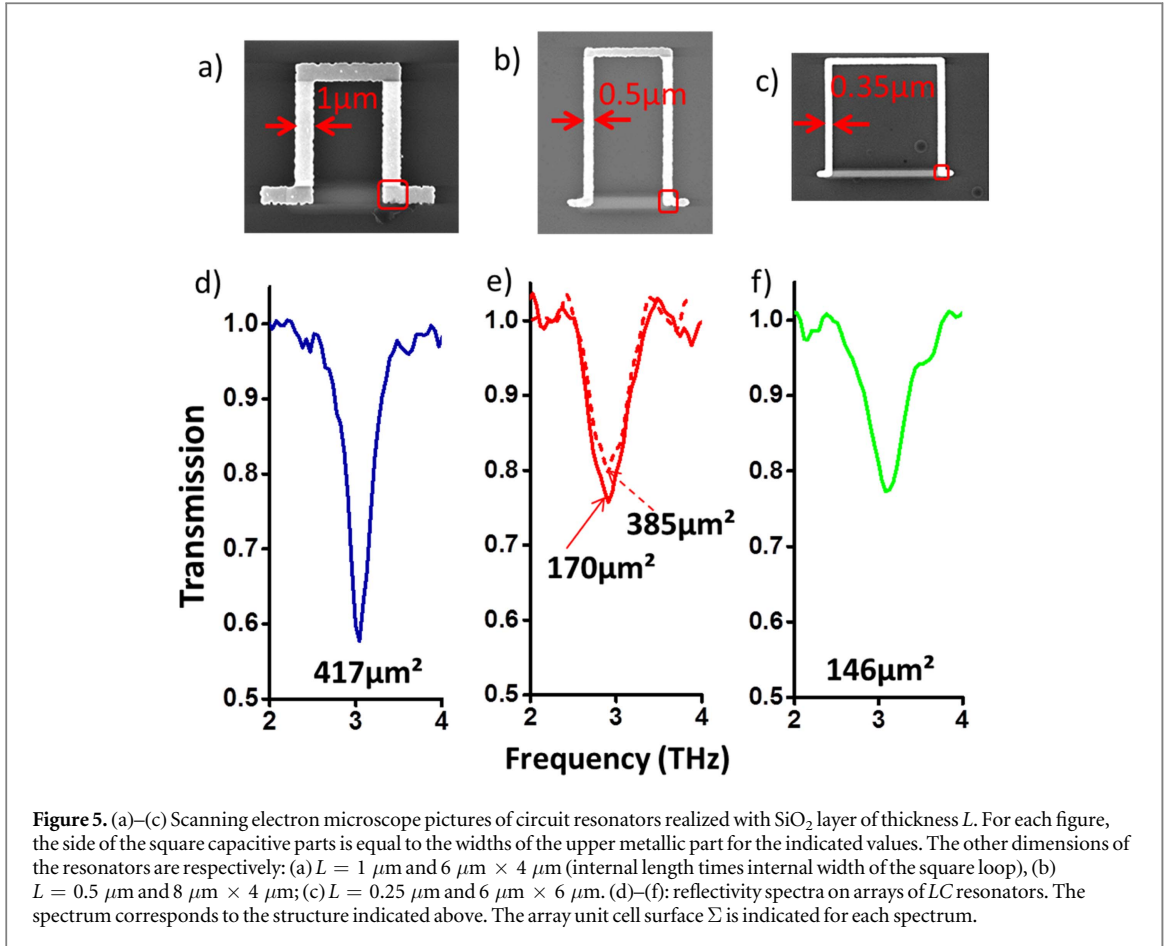 a)
1μm
b)
0.5μm
c)
0.35μm
d)
1.0
0.9
0.8
0.7
0.6
0.5
2
3
4
417μm²
Transmission
e)
1.0
0.9
0.8
0.7
0.6
0.5
2
3
4
385μm²
170μm²
f)
1.0
0.9
0.8
0.7
0.6
0.5
2
3
4
146μm²
Frequency (THz)
Figure 5. (a)–(c) Scanning electron microscope pictures of circuit resonators realized with SiO₂ layer of thickness L. For each figure,
the side of the square capacitive parts is equal to the widths of the upper metallic part for the indicated values. The other dimensions of
the resonators are respectively: (a) L = 1 μm and 6 μm × 4 μm (internal length times internal width of the square loop), (b)
L = 0.5 μm and 8 μm × 4 μm; (c) L = 0.25 μm and 6 μm × 6 μm. (d)–(f): reflectivity spectra on arrays of LC resonators. The
spectrum corresponds to the structure indicated above. The array unit cell surface Σ is indicated for each spectrum.